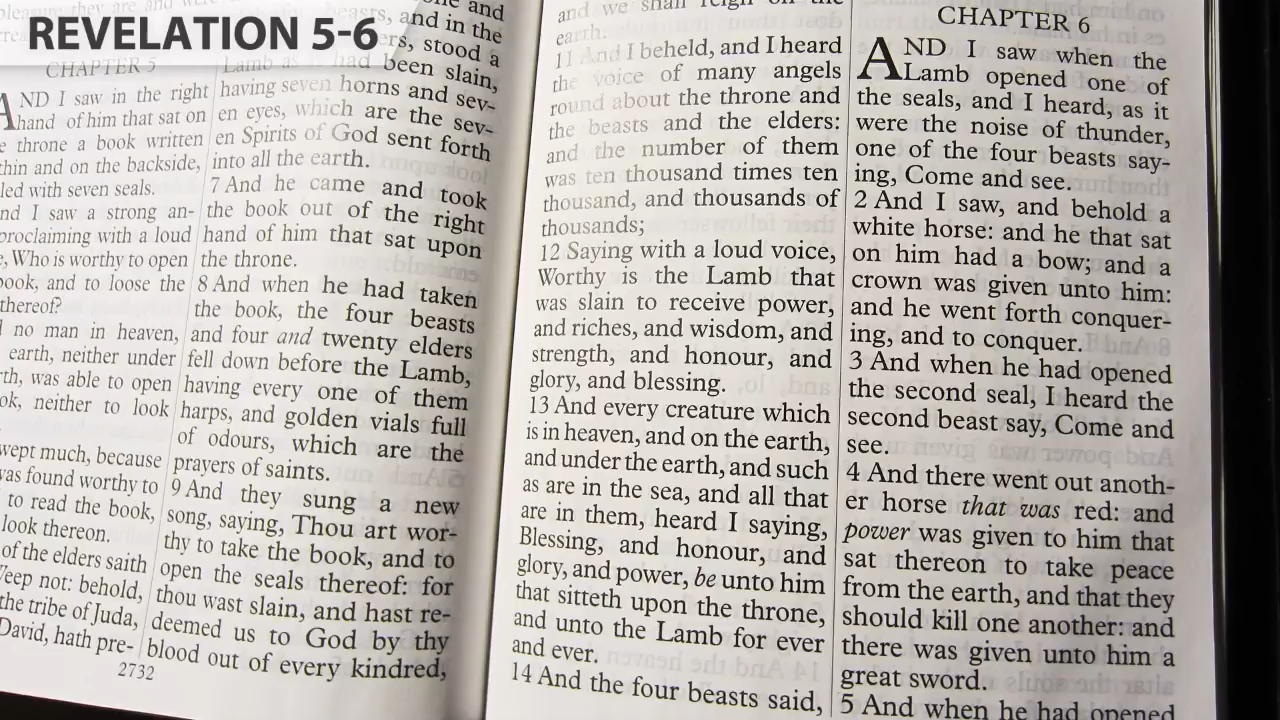 REVELATION 5-6
CHAPTER 5
AND I saw in the right
hand of him that sat on
throne a book written
and on the backside,
with seven seals.
I saw a strong an-
proclaiming with a loud
Who is worthy to open
and to loose the
thereof?
no man in heaven,
earth, neither under
was able to open
neither to look
wept much, because
was found worthy to
to read the book,
look thereon.
of the elders saith
not: behold,
the tribe of Juda,
David, hath pre-
2732
and
and in the
stood a
Lamb as it had been slain,
having seven horns and sev-
en eyes, which are the sev-
en Spirits of God sent forth
into all the earth.
7 And he came and took
the book out of the right
hand of him that sat upon
the throne.
8 And when he had taken
the book, the four beasts
and four and twenty elders
fell down before the Lamb,
having every one of them
harps, and golden vials full
of odours, which are the
prayers of saints.
9 And they sung a new
song, saying, Thou art wor-
thy to take the book, and to
open the seals thereof: for
thou wast slain, and hast re-
deemed us to God by thy
blood out of every kindred,
and we shall reign on the
earth.
11 And I beheld, and I heard
the voice of many angels
round about the throne and
the beasts and the elders:
and the number of them
was ten thousand times ten
thousand, and thousands of
thousands;
12 Saying with a loud voice,
Worthy is the Lamb that
was slain to receive power,
and riches, and wisdom, and
strength, and honour, and
glory, and blessing.
13 And every creature which
is in heaven, and on the earth,
and under the earth, and such
as are in the sea, and all that
are in them, heard I saying,
Blessing, and honour, and
glory, and power, be unto him
that sitteth upon the throne,
and unto the Lamb for ever
and ever.
14 And the four beasts said,
CHAPTER 6
AND I saw when the
Lamb opened one of
the seals, and I heard, as it
were the noise of thunder,
one of the four beasts say-
ing, Come and see.
2 And I saw, and behold a
white horse: and he that sat
on him had a bow; and a
crown was given unto him:
and he went forth conquer-
ing, and to conquer.
3 And when he had opened
the second seal, I heard the
second beast say, Come and
see.
4 And there went out anoth-
er horse that was red: and
power was given to him that
sat thereon to take peace
from the earth, and that they
should kill one another: and
there was given unto him a
great sword.
5 And when he had opened